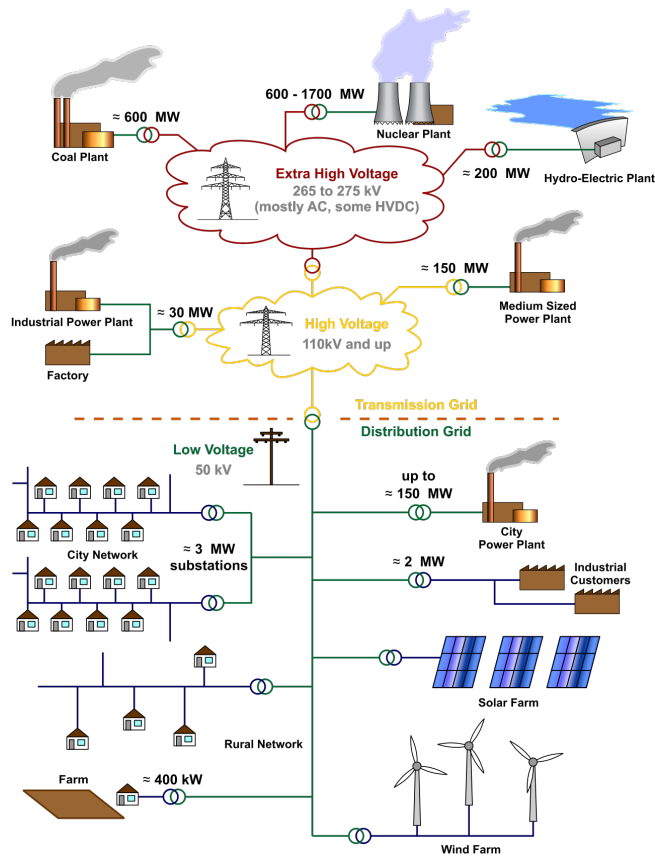 600 - 1700  MW
Nuclear Plant
≈ 600  MW
Coal Plant
Extra High Voltage
265 to 275 kV
(mostly AC, some HVDC)
≈ 200  MW
Hydro-Electric Plant
≈ 150  MW
Medium Sized
Power Plant
Industrial Power Plant
≈ 30 MW
Factory
High Voltage
110kV and up
Transmission Grid
Distribution Grid
Low Voltage
50 kV
up to
≈ 150  MW
City
Power Plant
City Network
≈ 3  MW
substations
≈ 2  MW
Industrial
Customers
Solar Farm
Rural Network
Farm
≈ 400 kW
Wind Farm